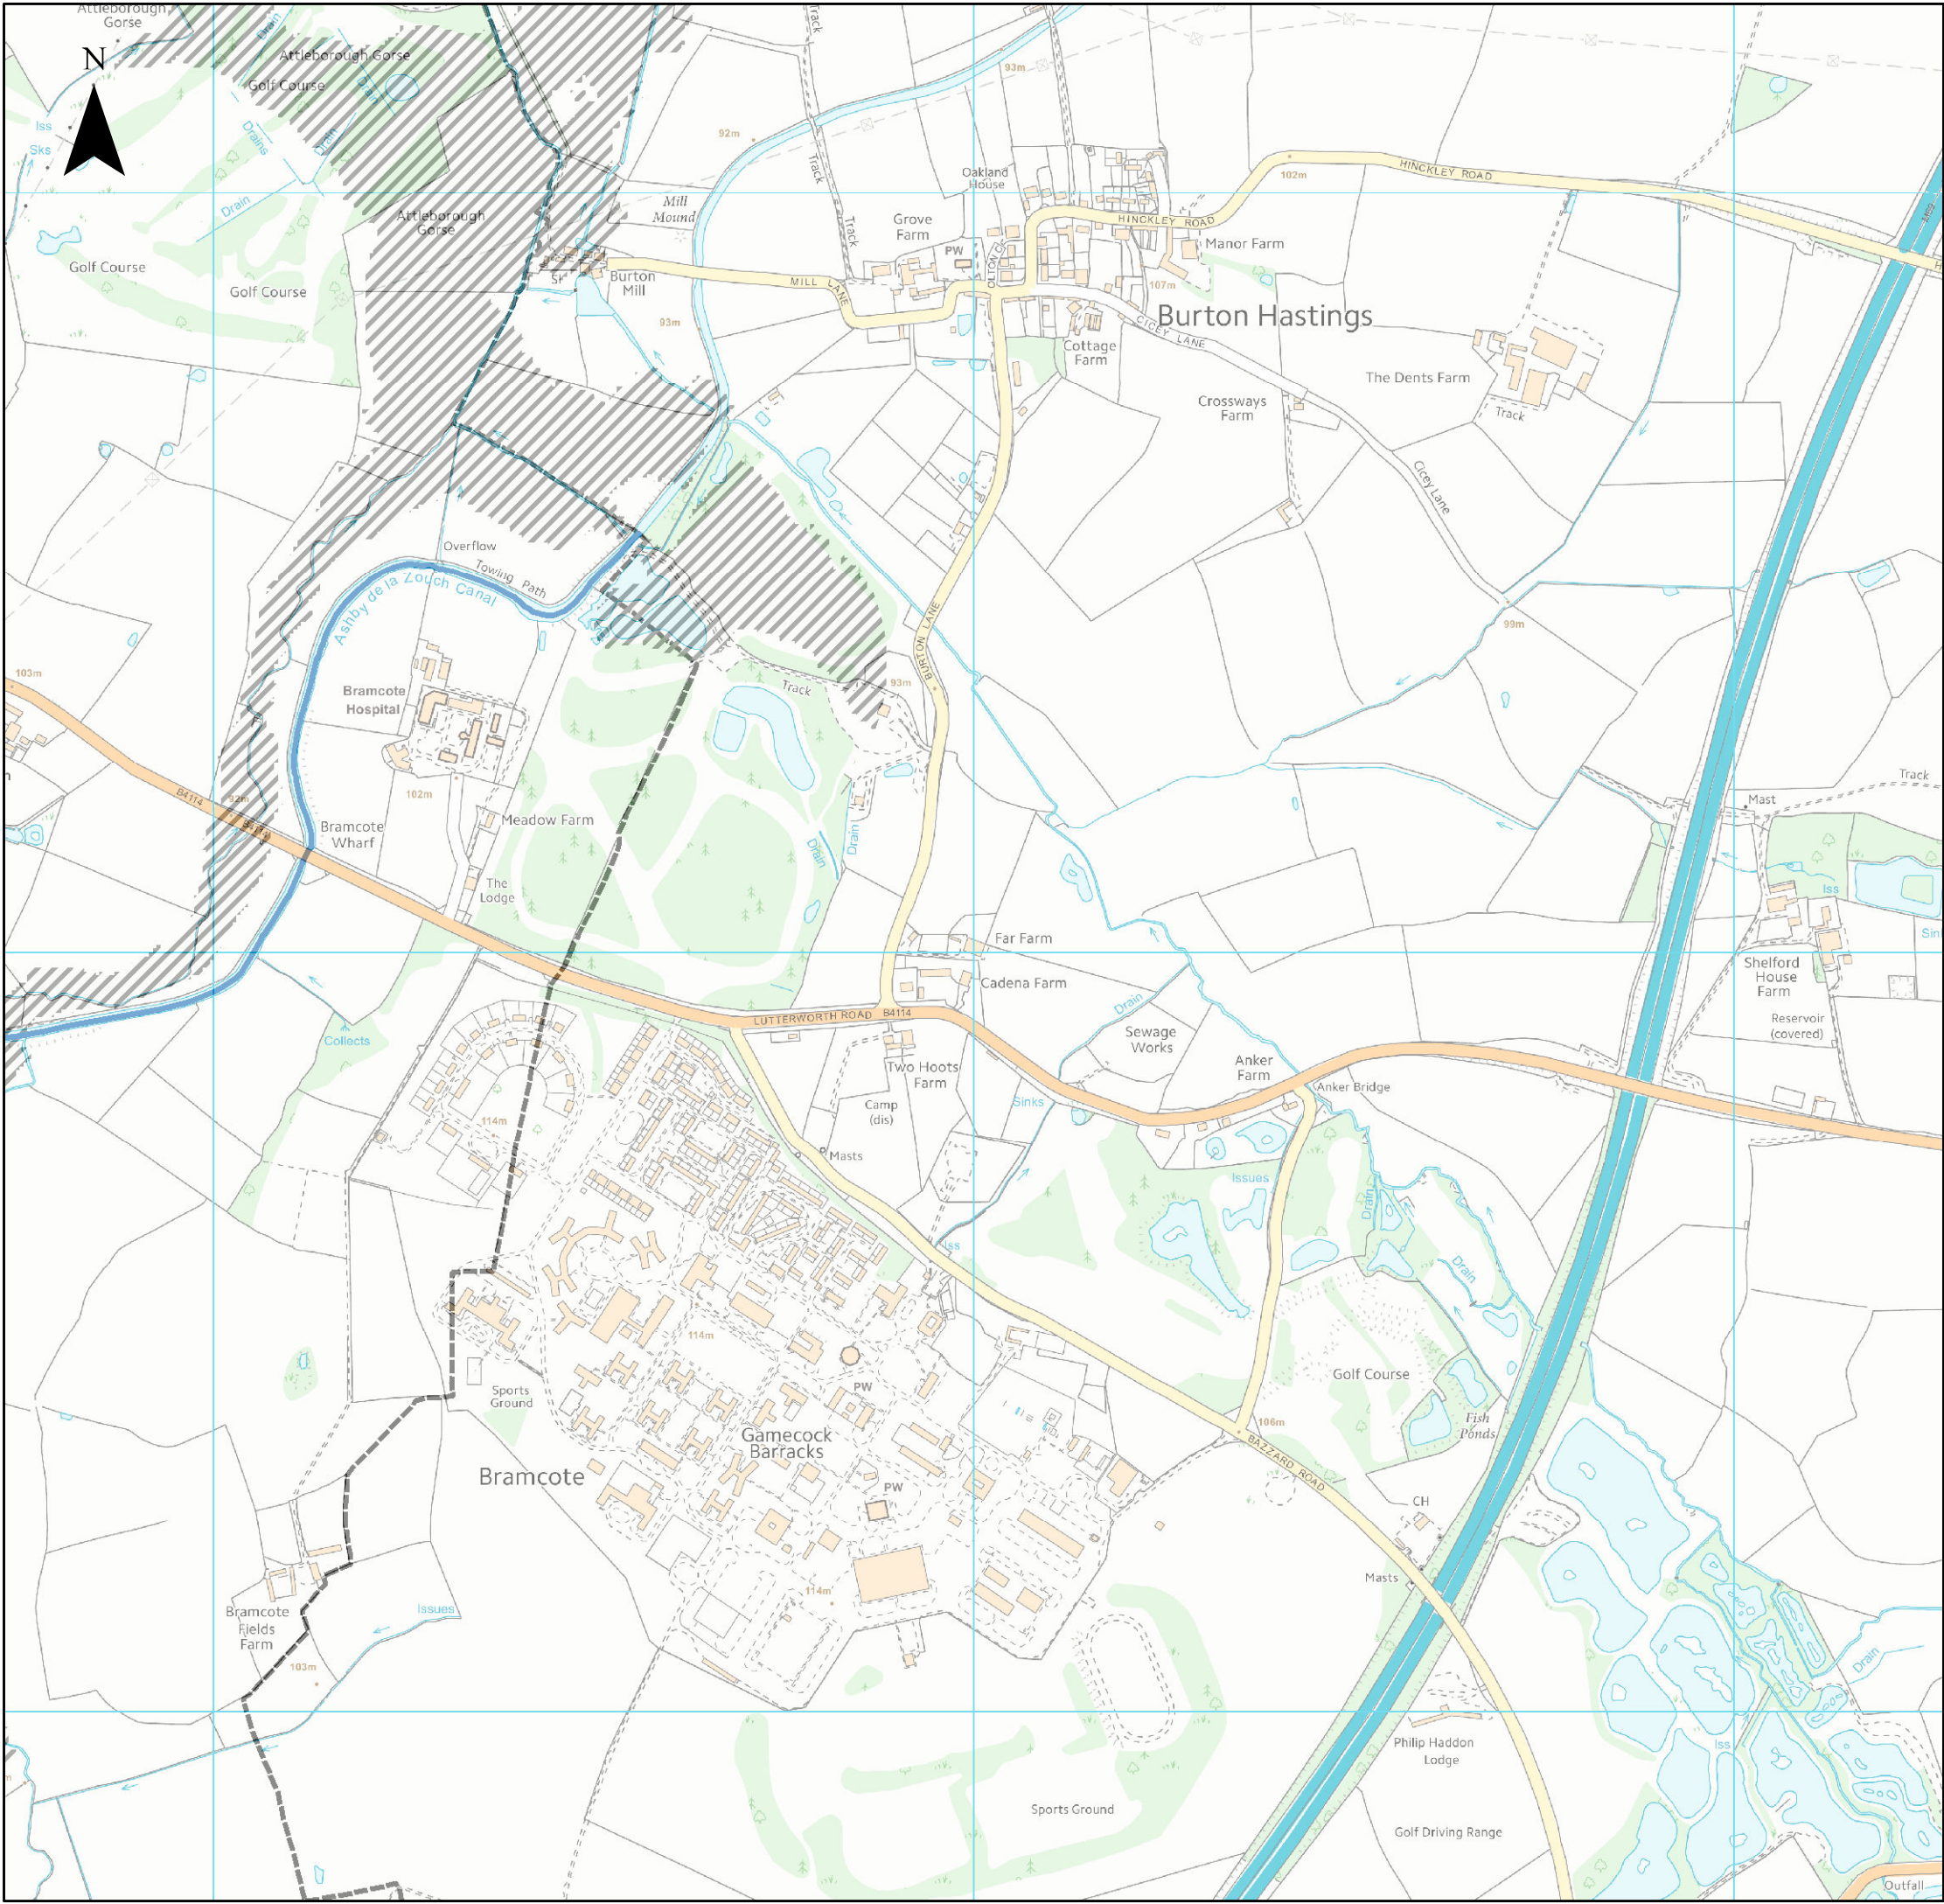 Attleborough
Gorse
N
Drain
Attleborough Gorse
Golf Course
Drain
Track
93m
Iss
Sks
Drains
Drain
92m
Track
Oakland
House
102m
HINCKLEY ROAD
M69
Drain
Attleborough
Gorse
Mill
Mound
Track
Grove
Farm
HINCKLEY ROAD
Manor Farm
PW
Golf Course
Golf Course
Burton
Mill
MILL LANE
107m
Burton Hastings
93m
CICEY LANE
Cottage
Farm
The Dents Farm
Crossways
Farm
Track
Cicey Lane
Overflow
Towing Path
Ashby de la Zouch Canal
BURTON LANE
99m
103m
Bramcote
Hospital
Track
93m
Track
B4114
92m
B4114
102m
Mast
Bramcote
Wharf
Meadow Farm
Drain
Drain
The
Lodge
Iss
Far Farm
Shelford
House
Farm
Cadena Farm
Drain
LUTTERWORTH ROAD B4114
Reservoir
(covered)
Collects
Sewage
Works
Two Hoots
Farm
Anker
Farm
Anker Bridge
Sinks
Camp
(dis)
114m
Masts
Issues
Drain
Iss
Drain
114m
Golf Course
Sports
Ground
PW
Fish
Ponds
106m
Gamecock
Barracks
BAZZARD ROAD
Bramcote
PW
CH
Masts
114m
Bramcote
Fields
Farm
Issues
103m
Drain
Philip Haddon
Lodge
Iss
Sports Ground
Golf Driving Range
Outfall